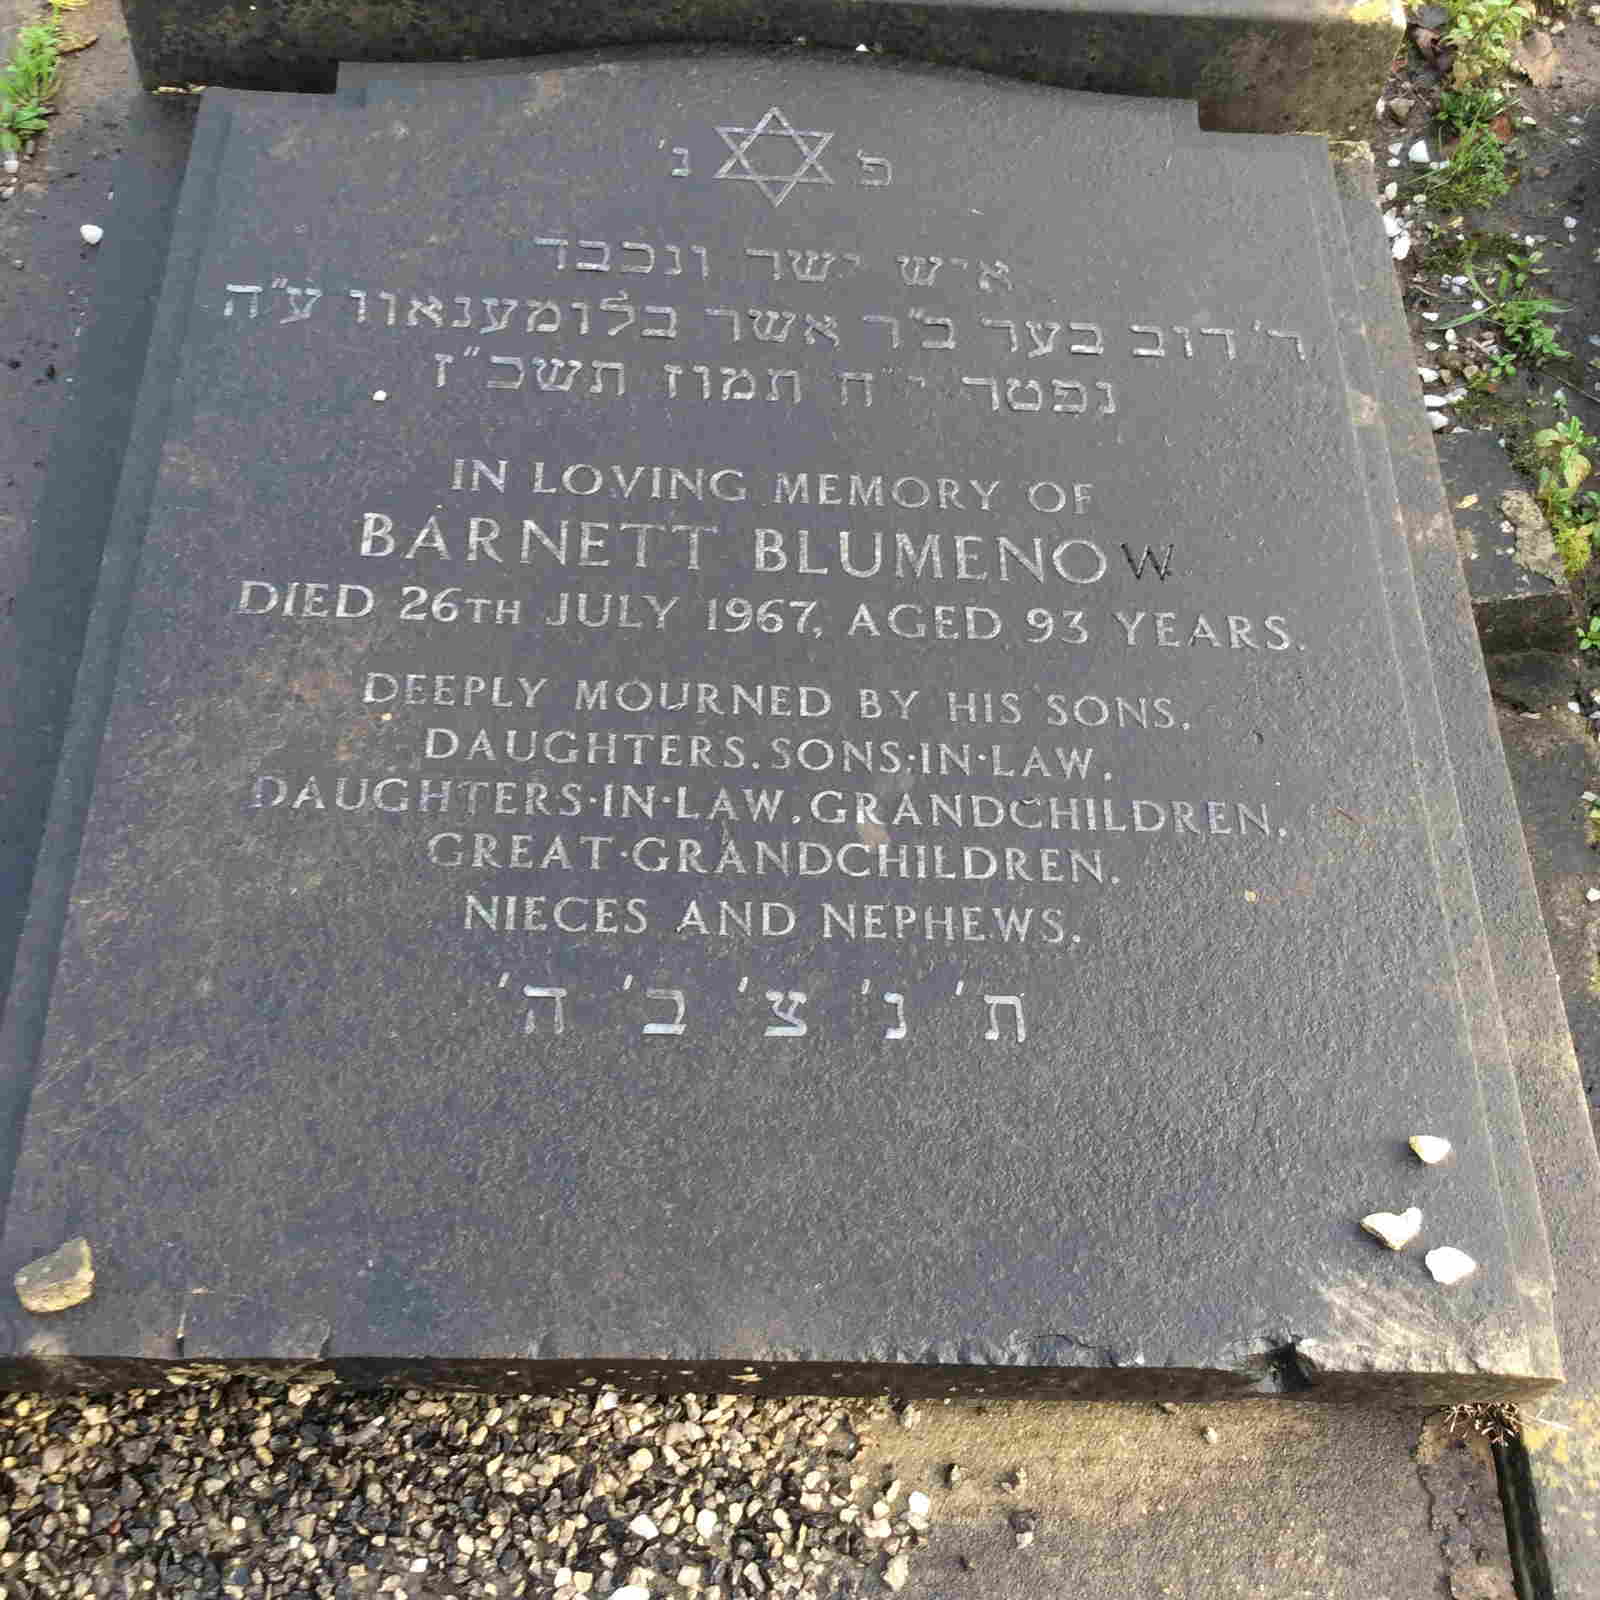 פ' נ'
איש ישר ונכבד
ר' דוב בער ב"ר אשר בלומענאוו ע"ה
נפטר י"ח תמוז תשכ"ז
IN LOVING MEMORY OF
BARNETT BLUMENOW
DIED 26TH JULY 1967, AGED 93 YEARS.
DEEPLY MOURNED BY HIS SONS,
DAUGHTERS, SONS·IN·LAW,
DAUGHTERS·IN·LAW, GRANDCHILDREN,
GREAT·GRANDCHILDREN,
NIECES AND NEPHEWS.
ת' נ' צ' ב' ה'